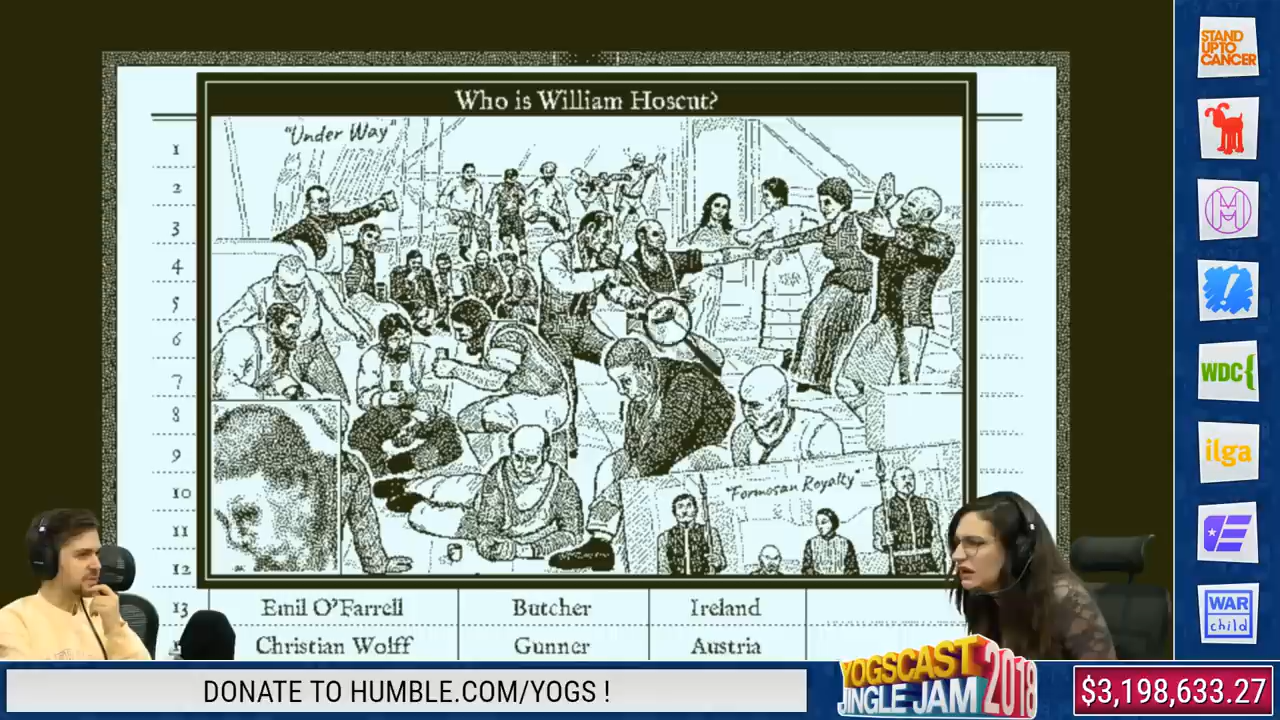 Who is William Hoscut?
"Under Way"
1
2
3
4
5
6
7
8
9
10
11
12
"Formosan Royalty"
13 Emil O'Farrell Butcher Ireland
Christian Wolff Gunner Austria
STAND
UP TO
CANCER
WDC
ilga
WAR
child
DONATE TO HUMBLE.COM/YOGS !
YOGSCAST
JINGLE JAM 2018
$3,198,633.27